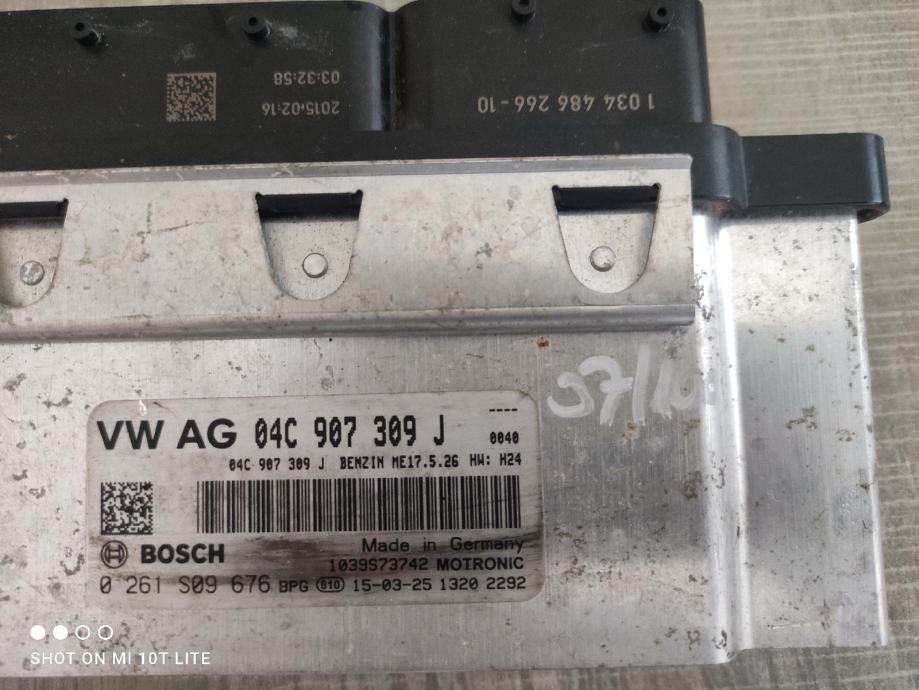 03:32:58
2015-02-16
1 034 486 266-10
37/10
----
VW AG 04C 907 309 J 0040
04C 907 309 J BENZIN ME17.5.26 HW: H24
BOSCH
Made in Germany
1039S73742 MOTRONIC
0 261 S09 676 BPG 810 15-03-25 1320 2292
SHOT ON MI 10T LITE